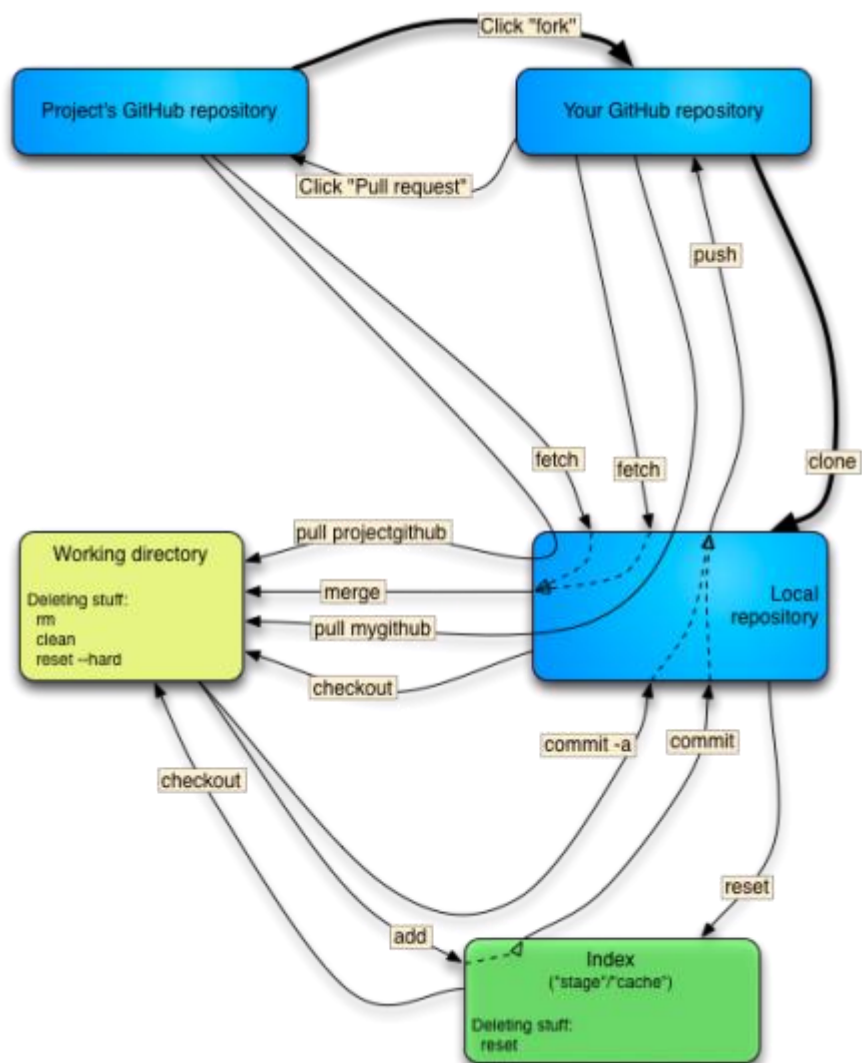 Click "fork"
Project's GitHub repository
Your GitHub repository
Click "Pull request"
push
fetch
fetch
clone
pull projectgithub
Working directory
merge
Local
repository
Deleting stuff:
rm
clean
reset --hard
pull mygithub
checkout
commit -a
commit
checkout
reset
add
Index
("stage"/"cache")
Deleting stuff:
reset